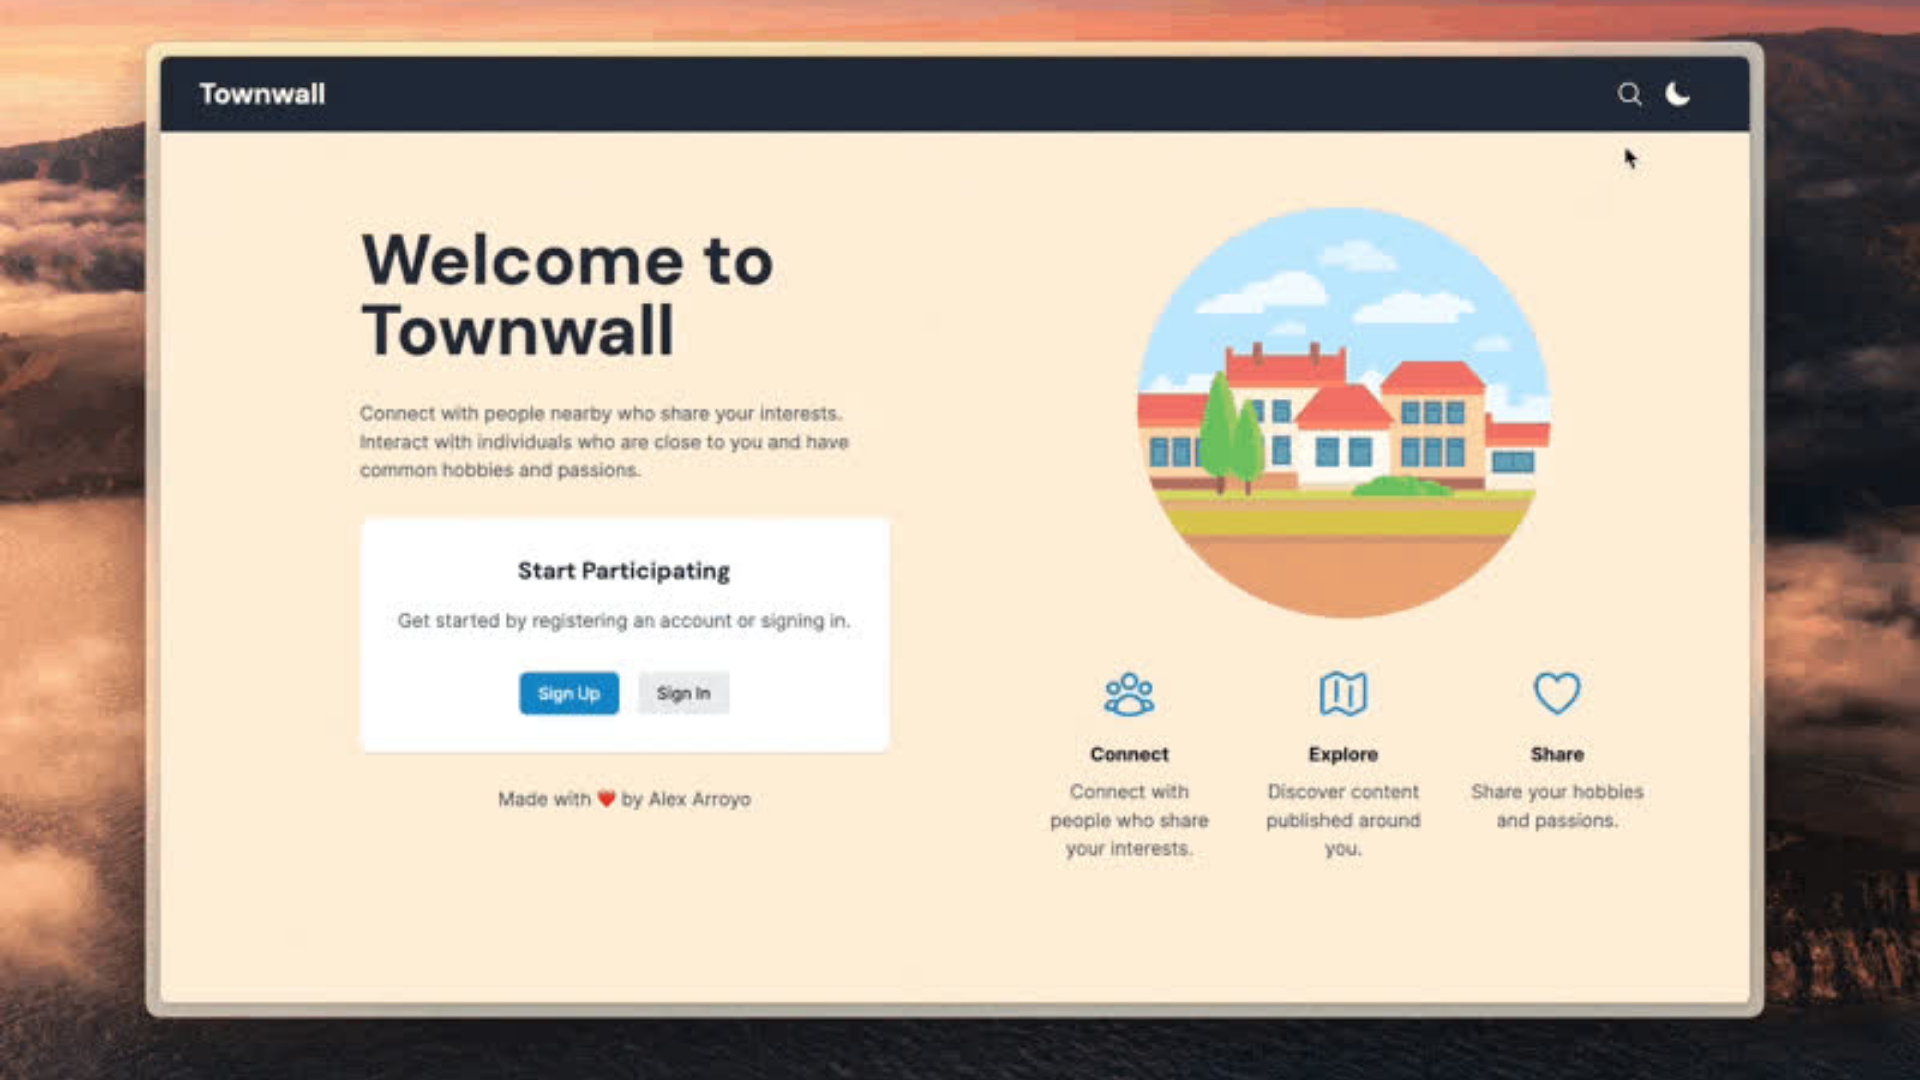 Townwall
Welcome to
Townwall
Connect with people nearby who share your interests.
Interact with individuals who are close to you and have
common hobbies and passions.
Start Participating
Get started by registering an account or signing in.
Sign Up
Sign In
Made with ❤️ by Alex Arroyo
Connect
Connect with
people who share
your interests.
Explore
Discover content
published around
you.
Share
Share your hobbies
and passions.